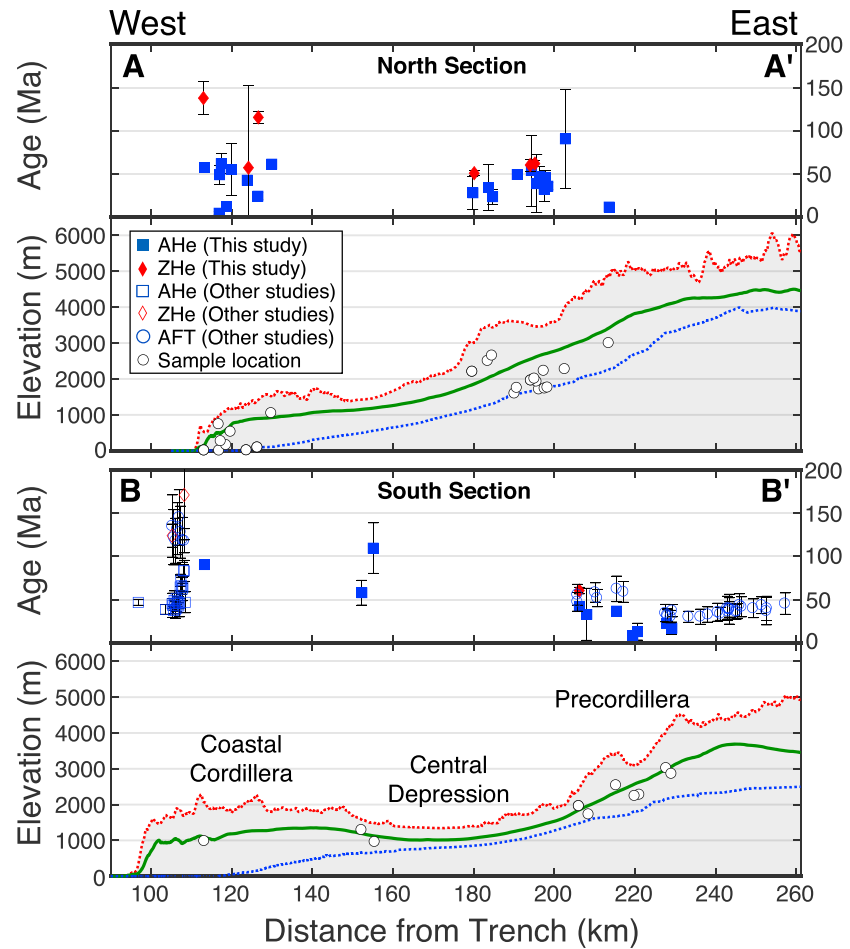 West East
A North Section A'
200
150
100
50
0
Age (Ma)
6000
5000
4000
3000
2000
1000
0
Elevation (m)
AHe (This study)
ZHe (This study)
AHe (Other studies)
ZHe (Other studies)
AFT (Other studies)
Sample location
B South Section B'
200
150
100
50
0
Age (Ma)
6000
5000
4000
3000
2000
1000
0
Elevation (m)
Coastal
Cordillera
Central
Depression
Precordillera
100 120 140 160 180 200 220 240 260
Distance from Trench (km)